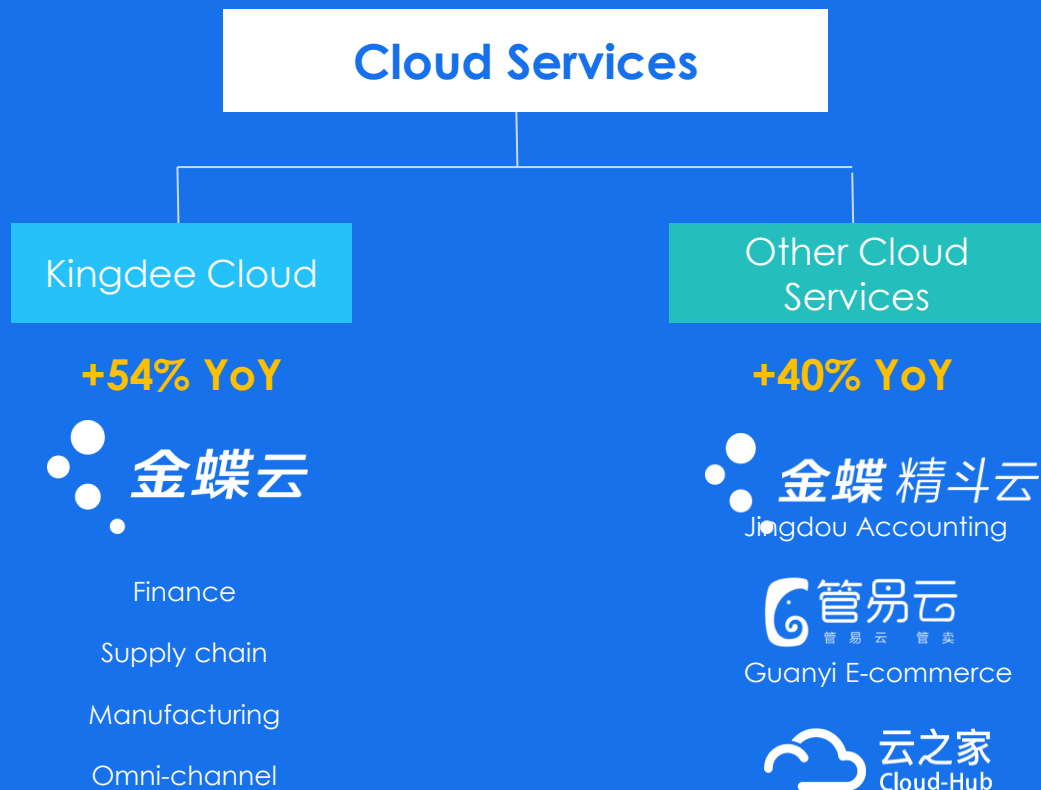 Cloud Services
Kingdee Cloud
+54% YoY
金蝶云
Finance
Supply chain
Manufacturing
Omni-channel
Other Cloud
Services
+40% YoY
金蝶 精斗云
Jingdou Accounting
管易云
管 易 云 管 卖
Guanyi E-commerce
云之家
Cloud-Hub